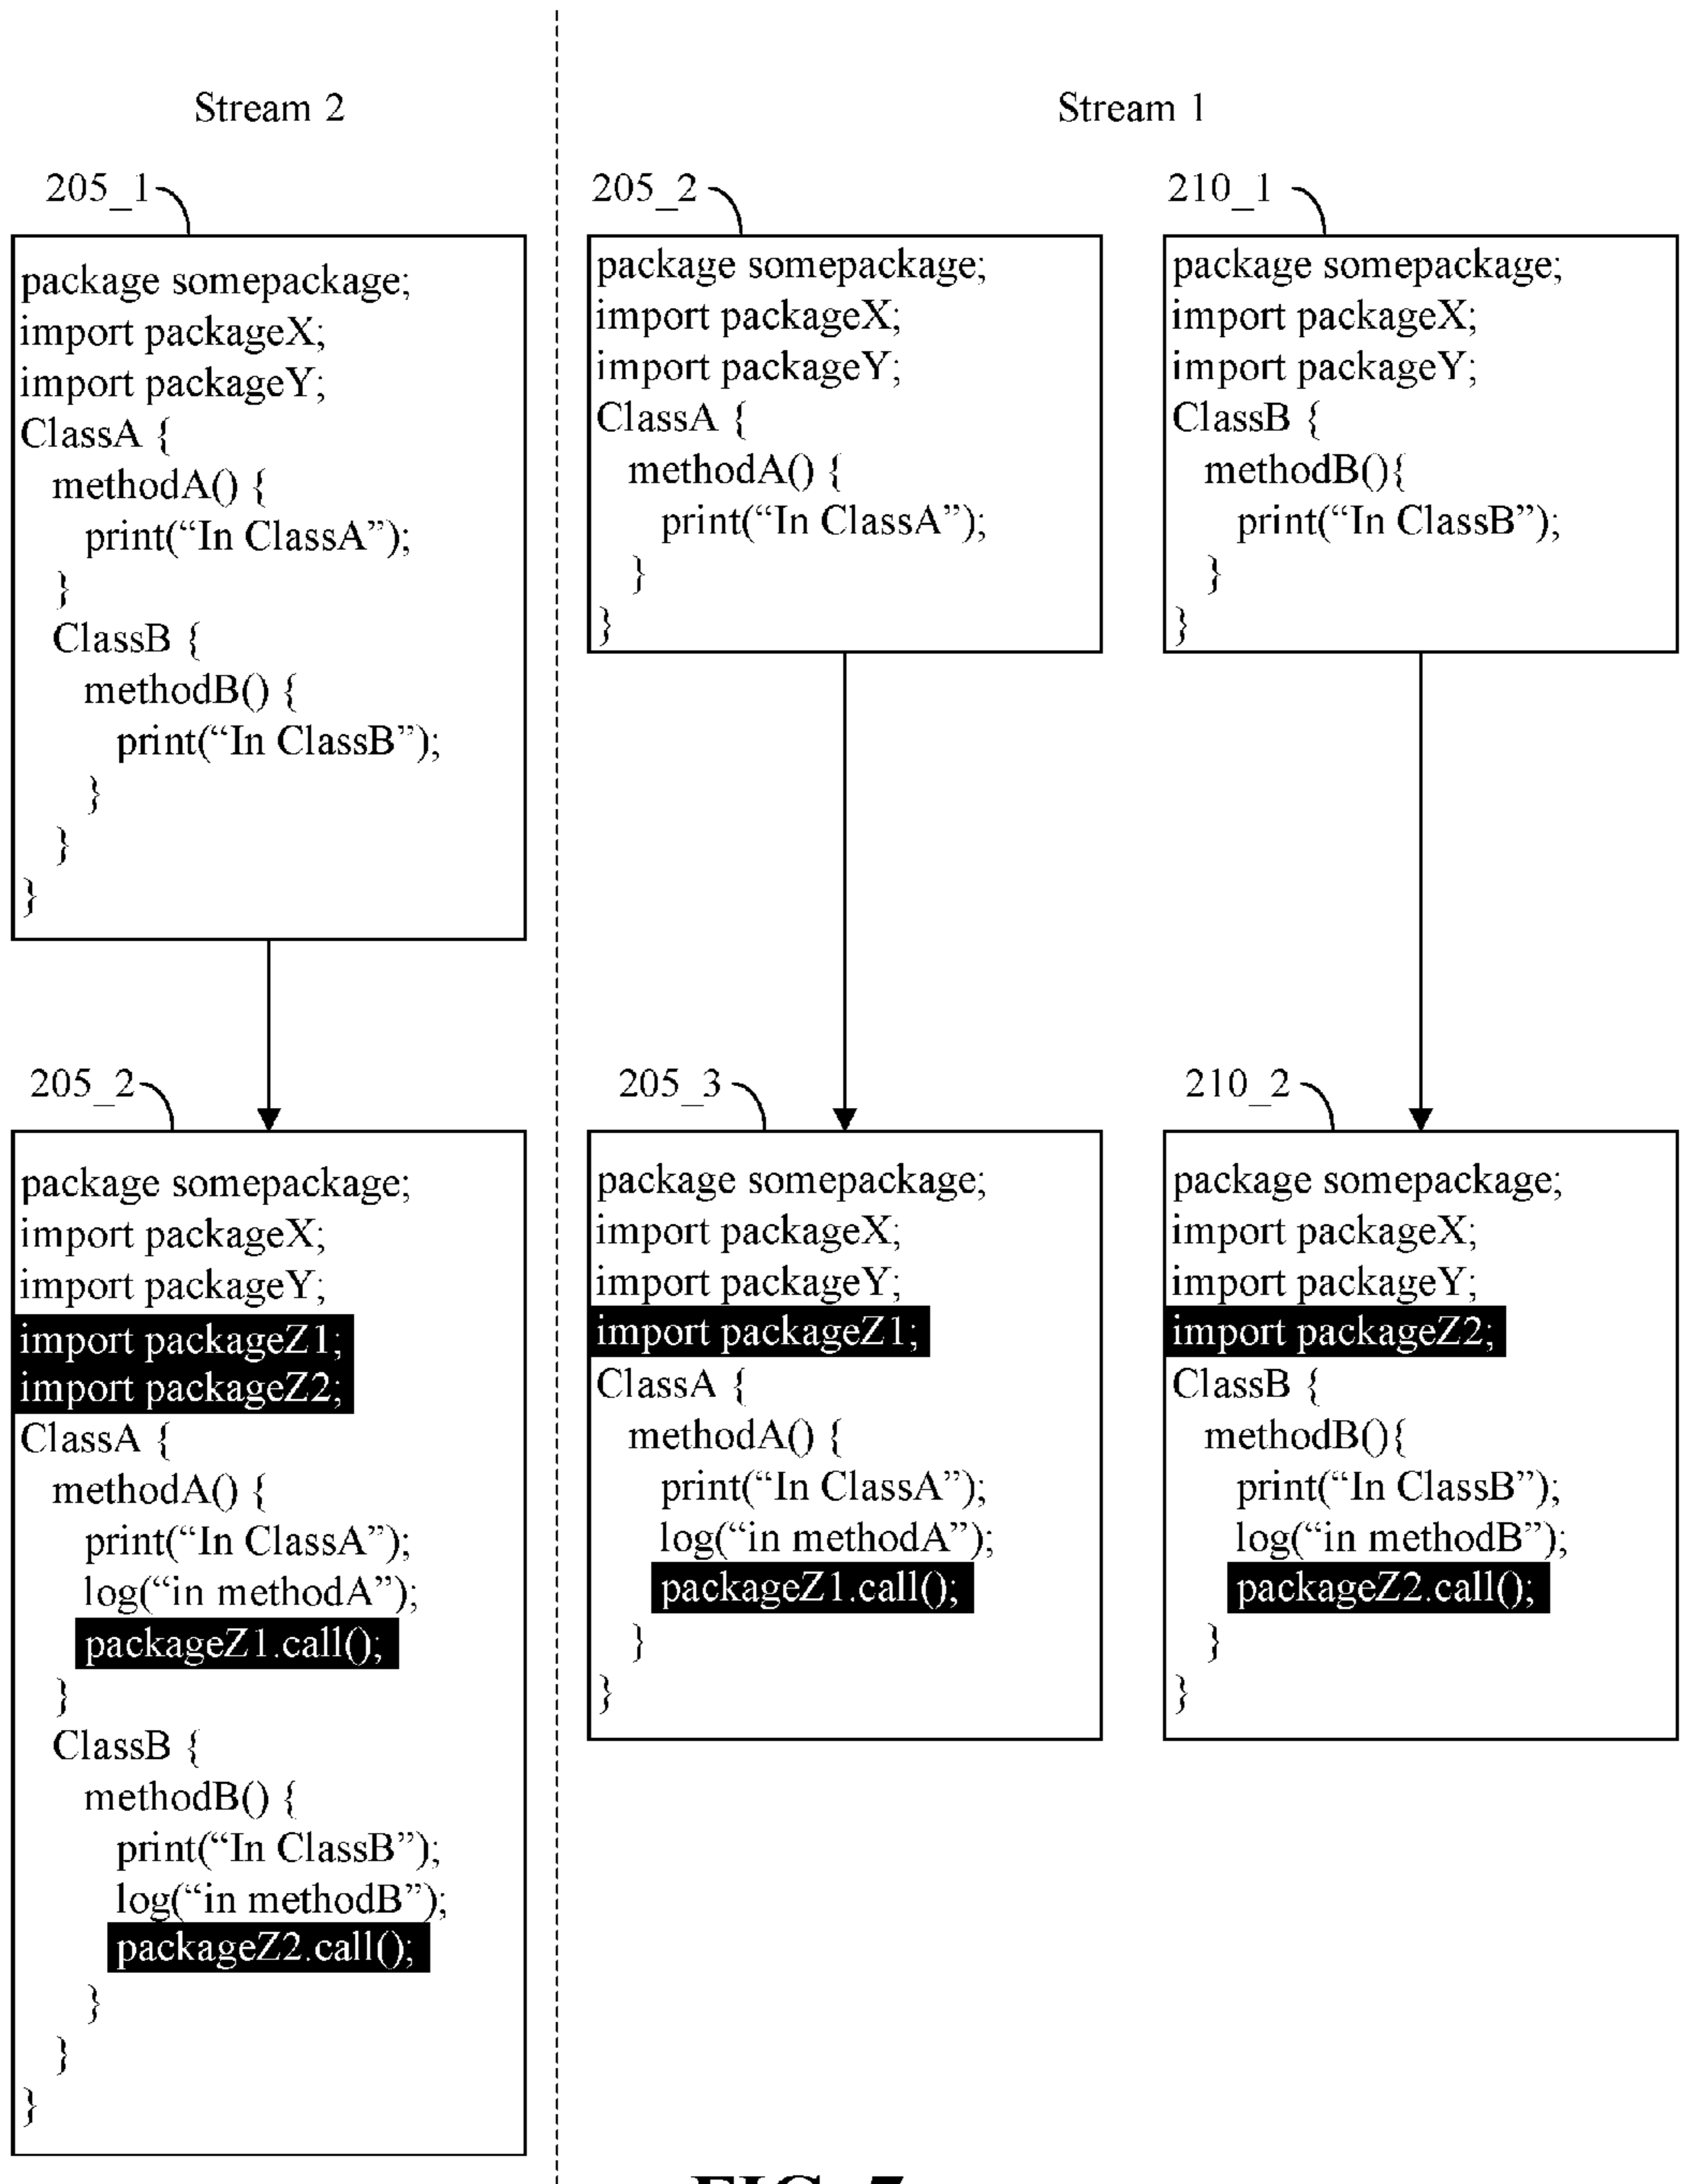 Stream 2
Stream 1
205_1
package somepackage;
import packageX;
import packageY;
ClassA {
methodA() {
print(“In ClassA”);
}
ClassB {
methodB() {
print(“In ClassB”);
}
}
}
205_2
package somepackage;
import packageX;
import packageY;
import packageZ1;
import packageZ2;
ClassA {
methodA() {
print(“In ClassA”);
log(“in methodA”);
packageZ1.call();
}
ClassB {
methodB() {
print(“In ClassB”);
log(“in methodB”);
packageZ2.call();
}
}
}
205_2
package somepackage;
import packageX;
import packageY;
ClassA {
methodA() {
print(“In ClassA”);
}
}
205_3
package somepackage;
import packageX;
import packageY;
import packageZ1;
ClassA {
methodA() {
print(“In ClassA”);
log(“in methodA”);
packageZ1.call();
}
}
210_1
package somepackage;
import packageX;
import packageY;
ClassB {
methodB(){
print(“In ClassB”);
}
}
210_2
package somepackage;
import packageX;
import packageY;
import packageZ2;
ClassB {
methodB(){
print(“In ClassB”);
log(“in methodB”);
packageZ2.call();
}
}